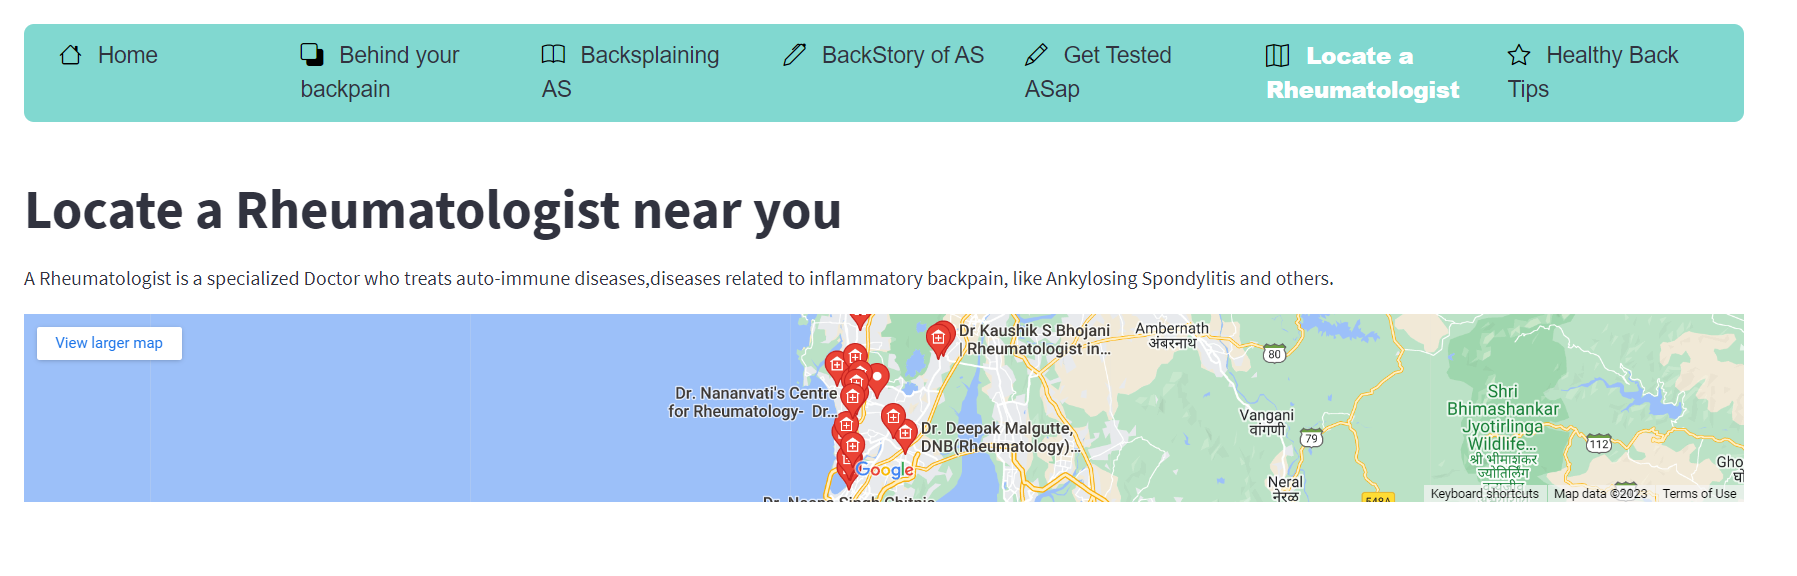 Home
Behind your
backpain
Backsplaining
AS
BackStory of AS
Get Tested
ASap
Locate a
Rheumatologist
Healthy Back
Tips
Locate a Rheumatologist near you
A Rheumatologist is a specialized Doctor who treats auto-immune diseases,diseases related to inflammatory backpain, like Ankylosing Spondylitis and others.
View larger map
Dr Kaushik S Bhojani
| Rheumatologist in...
Ambernath
अंबरनाथ
80
Dr. Nananvati's Centre
for Rheumatology- Dr...
Dr. Deepak Malgutte,
DNB(Rheumatology)...
Vangani
वांगणी
79
Shri
Bhimashankar
Jyotirlinga
Wildlife...
श्री भीमाशंकर
ज्योतिर्लिंग
112
Google
Neral
नेरळ
548A
Gho
Keyboard shortcuts
Map data ©2023
Terms of Use